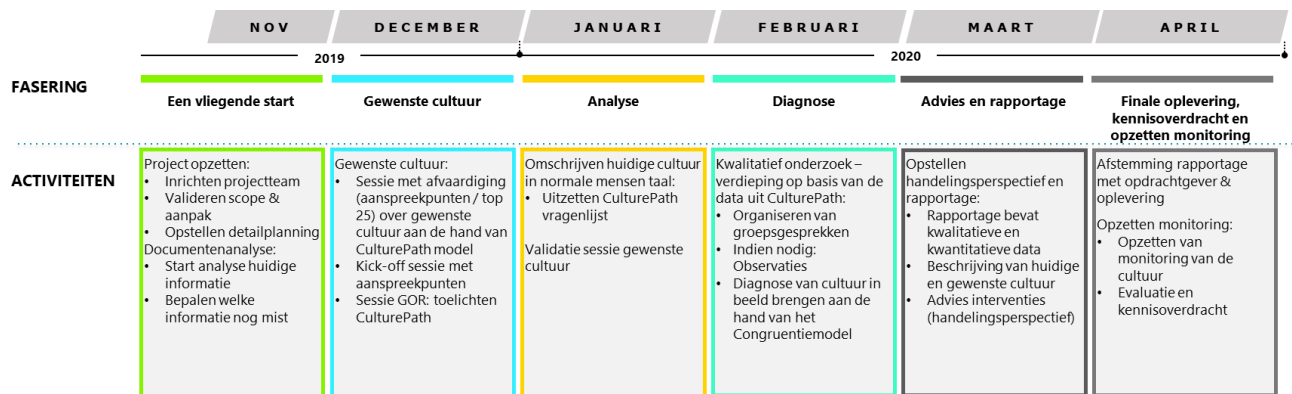 NOV DECEMBER JANUARI FEBRUARI MAART APRIL
2019 2020
FASERING
Een vliegende start
Gewenste cultuur
Analyse
Diagnose
Advies en rapportage
Finale oplevering,
kennisoverdracht en
opzetten monitoring
ACTIVITEITEN
Project opzetten:
• Inrichten projectteam
• Valideren scope &
aanpak
• Opstellen detailplanning
Documentenanalyse:
• Start analyse huidige
informatie
• Bepalen welke
informatie nog mist
Gewenste cultuur:
• Sessie met afvaardiging
(aanspreekpunten / top
25) over gewenste
cultuur aan de hand van
CulturePath model
• Kick-off sessie met
aanspreekpunten
• Sessie GOR: toelichten
CulturePath
Omschrijven huidige cultuur
in normale mensen taal:
• Uitzetten CulturePath
vragenlijst
Validatie sessie gewenste
cultuur
Kwalitatief onderzoek –
verdieping op basis van de
data uit CulturePath:
• Organiseren van
groepsgesprekken
• Indien nodig:
Observaties
• Diagnose van cultuur in
beeld brengen aan de
hand van het
Congruentiemodel
Opstellen
handelingsperspectief en
rapportage:
• Rapportage bevat
kwalitatieve en
kwantitatieve data
• Beschrijving van huidige
en gewenste cultuur
• Advies interventies
(handelingsperspectief)
Afstemming rapportage
met opdrachtgever &
oplevering
Opzetten monitoring:
• Opzetten van
monitoring van de
cultuur
• Evaluatie en
kennisoverdracht